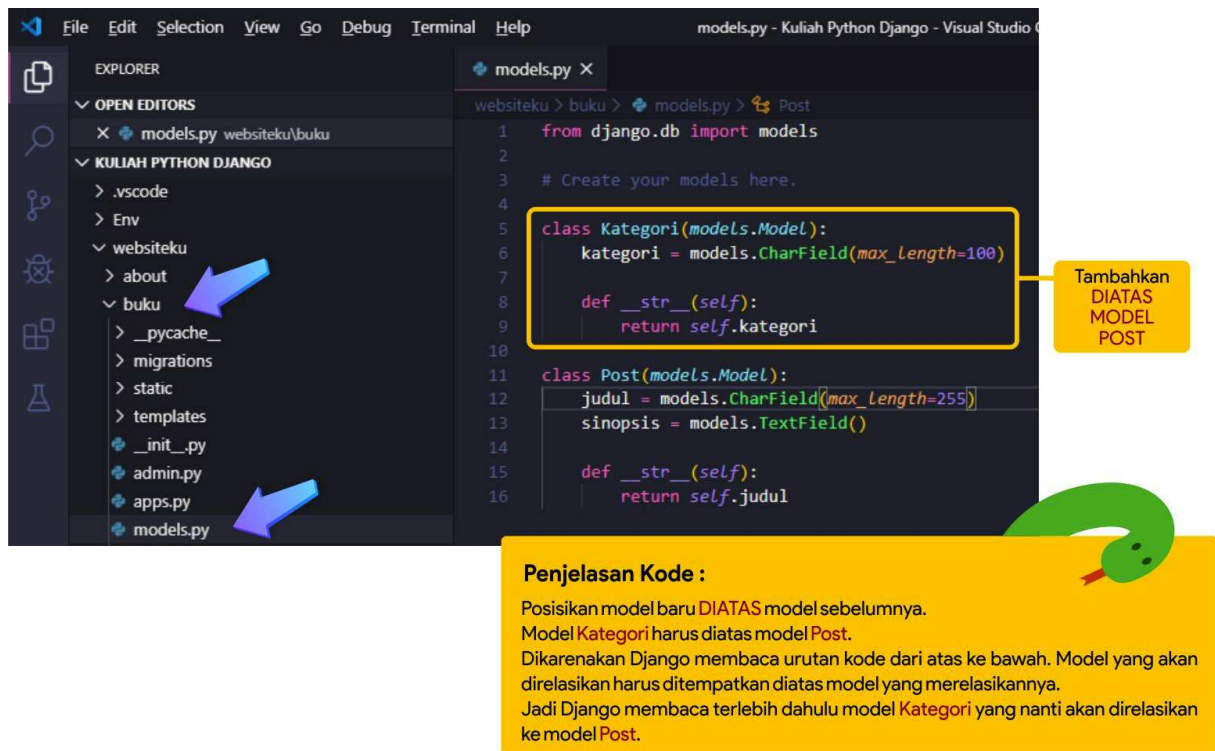 File Edit Selection View Go Debug Terminal Help
models.py - Kuliah Python Django - Visual Studio
EXPLORER
OPEN EDITORS
models.py websiteku\buku
KULIAH PYTHON DJANGO
.vscode
Env
websiteku
about
buku
__pycache__
migrations
static
templates
__init__.py
admin.py
apps.py
models.py
models.py
websiteku > buku > models.py > Post
1 from django.db import models
2
3 # Create your models here.
4
5 class Kategori(models.Model):
6 kategori = models.CharField(max_length=100)
7
8 def __str__(self):
9 return self.kategori
10
11 class Post(models.Model):
12 judul = models.CharField(max_length=255)
13 sinopsis = models.TextField()
14
15 def __str__(self):
16 return self.judul
Tambahkan
DIATAS
MODEL
POST
Penjelasan Kode :
Posisikan model baru DIATAS model sebelumnya.
Model Kategori harus diatas model Post.
Dikarenakan Django membaca urutan kode dari atas ke bawah. Model yang akan
direlasikan harus ditempatkan diatas model yang merelasikannya.
Jadi Django membaca terlebih dahulu model Kategori yang nanti akan direlasikan
ke model Post.